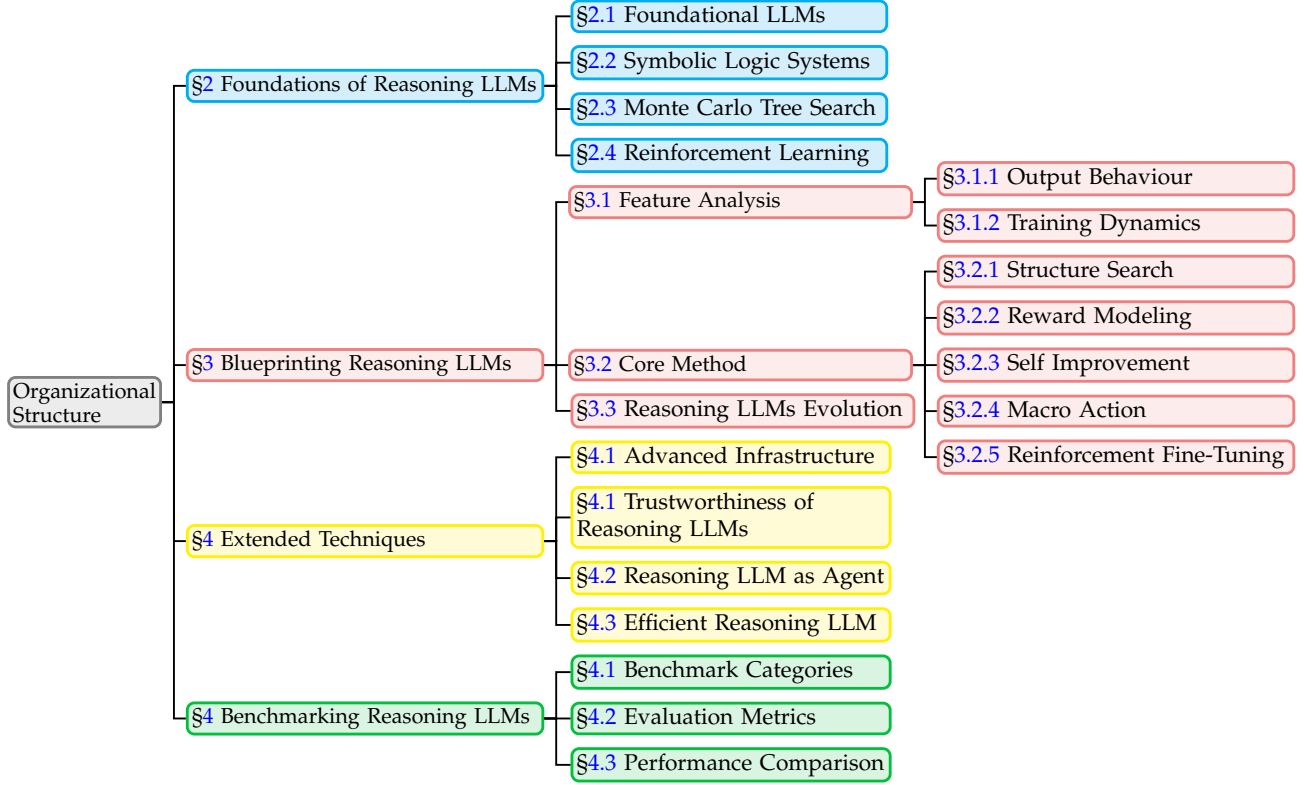 Organizational
Structure
§2 Foundations of Reasoning LLMs
§2.1 Foundational LLMs
§2.2 Symbolic Logic Systems
§2.3 Monte Carlo Tree Search
§2.4 Reinforcement Learning
§3 Blueprinting Reasoning LLMs
§3.1 Feature Analysis
§3.1.1 Output Behaviour
§3.1.2 Training Dynamics
§3.2 Core Method
§3.2.1 Structure Search
§3.2.2 Reward Modeling
§3.2.3 Self Improvement
§3.2.4 Macro Action
§3.2.5 Reinforcement Fine-Tuning
§3.3 Reasoning LLMs Evolution
§4 Extended Techniques
§4.1 Advanced Infrastructure
§4.1 Trustworthiness of
Reasoning LLMs
§4.2 Reasoning LLM as Agent
§4.3 Efficient Reasoning LLM
§4 Benchmarking Reasoning LLMs
§4.1 Benchmark Categories
§4.2 Evaluation Metrics
§4.3 Performance Comparison